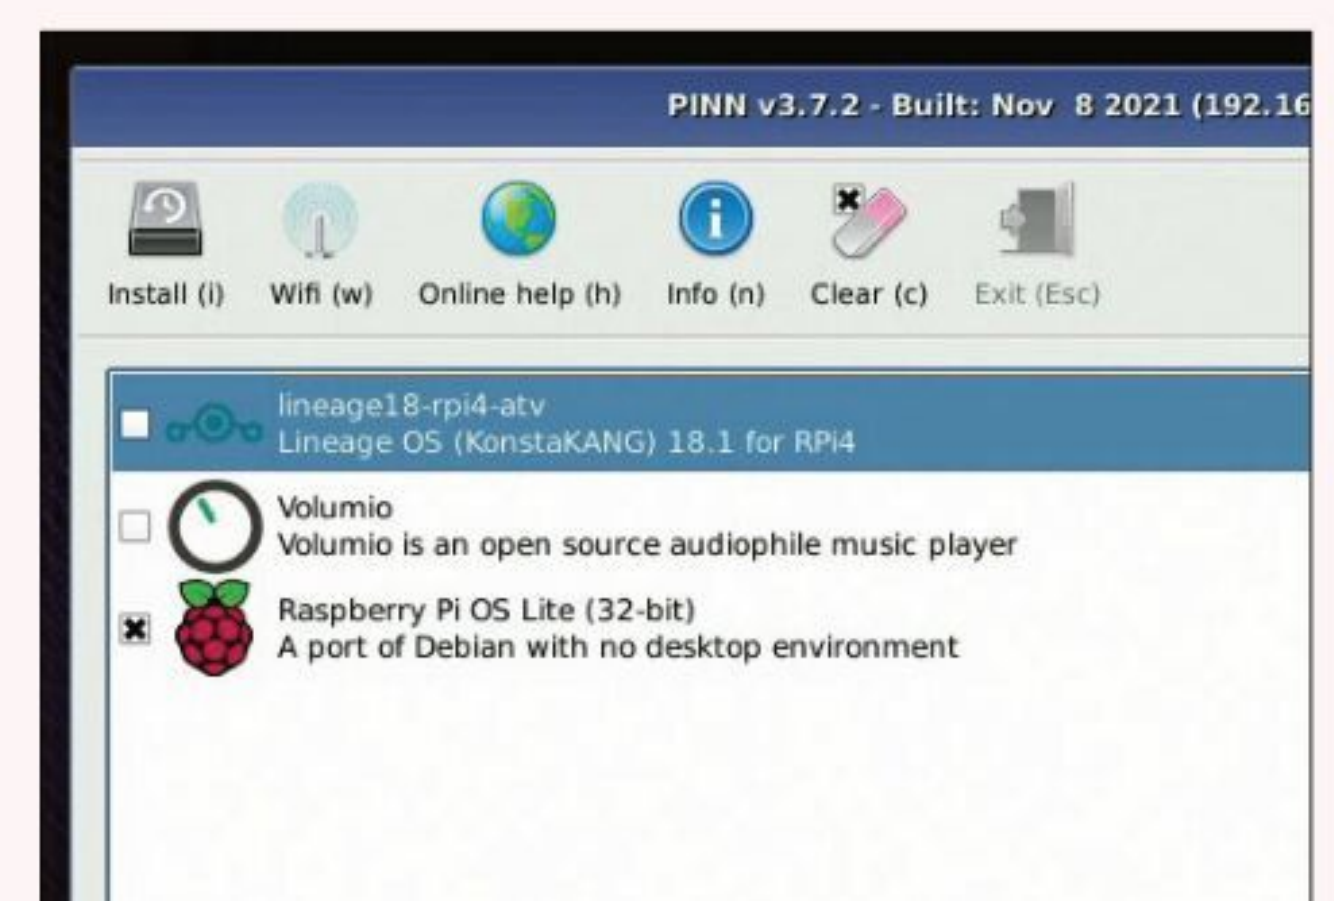 PINN v3.7.2 - Built: Nov 8 2021 (192.16
Install (i) Wifi (w) Online help (h) Info (n) Clear (c) Exit (Esc)
lineage18-rpi4-atv
Lineage OS (KonstaKANG) 18.1 for RPi4
Volumio
Volumio is an open source audiophile music player
Raspberry Pi OS Lite (32-bit)
A port of Debian with no desktop environment